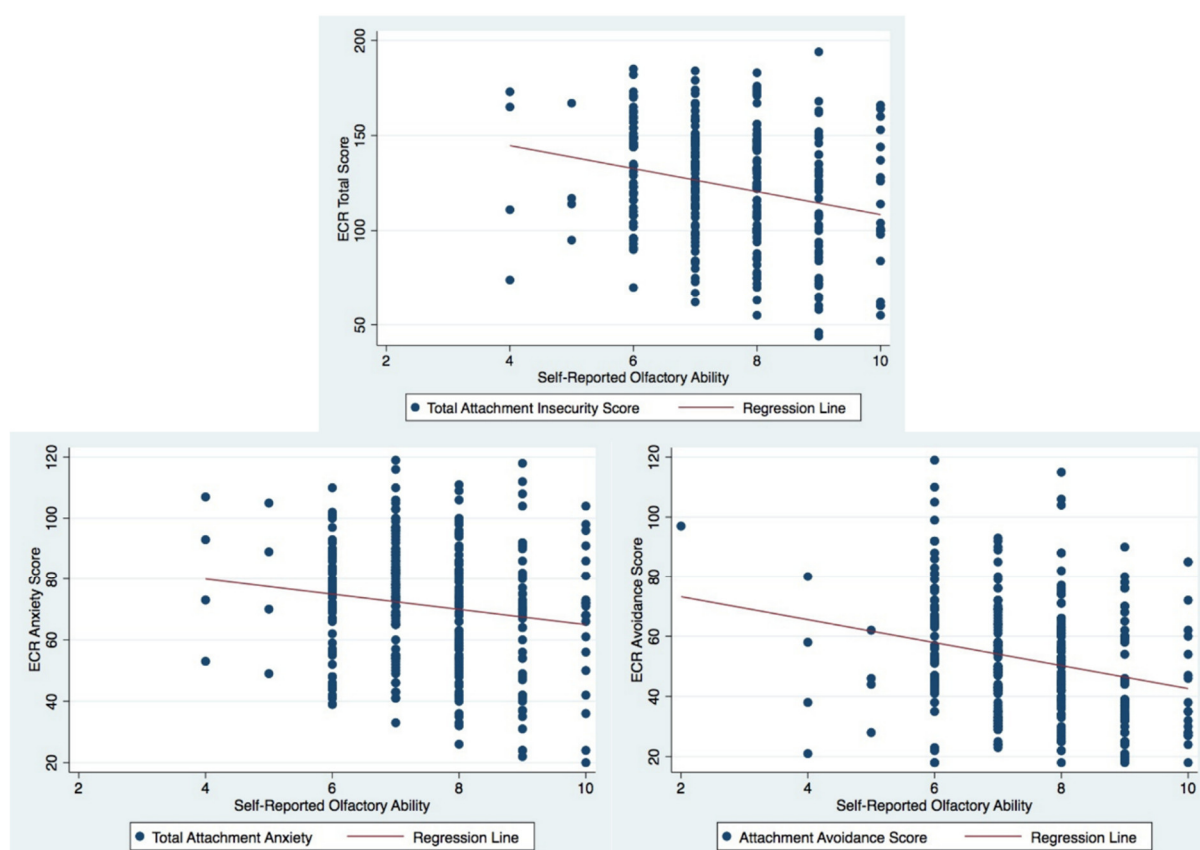 200
150
100
50
ECR Total Score
2 4 6 8 10
Self-Reported Olfactory Ability
Total Attachment Insecurity Score Regression Line
120
100
80
60
40
20
ECR Anxiety Score
2 4 6 8 10
Self-Reported Olfactory Ability
Total Attachment Anxiety Regression Line
120
100
80
60
40
20
ECR Avoidance Score
2 4 6 8 10
Self-Reported Olfactory Ability
Attachment Avoidance Score Regression Line